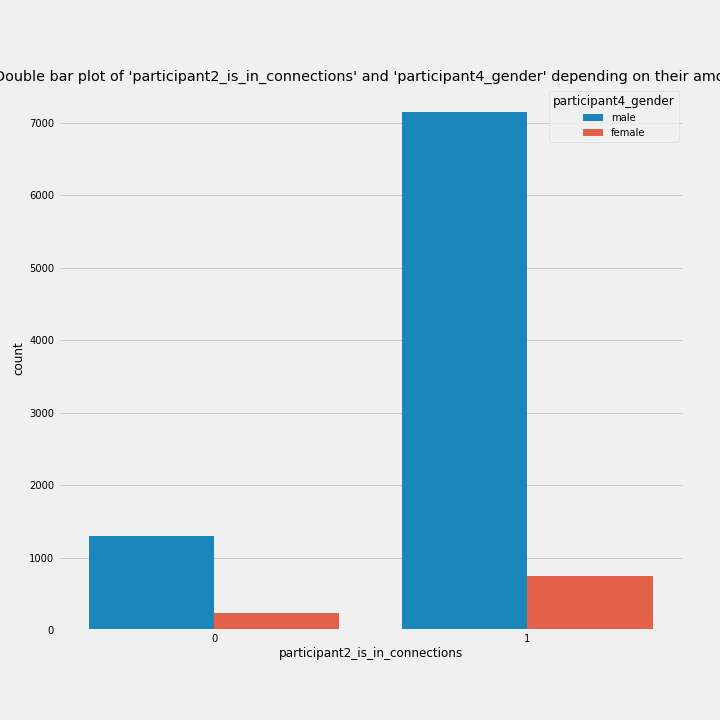 Double bar plot of 'participant2_is_in_connections' and 'participant4_gender' depending on their
participant4_gender
male
female
7000
6000
5000
4000
3000
2000
1000
0
count
0 1
participant2_is_in_connections